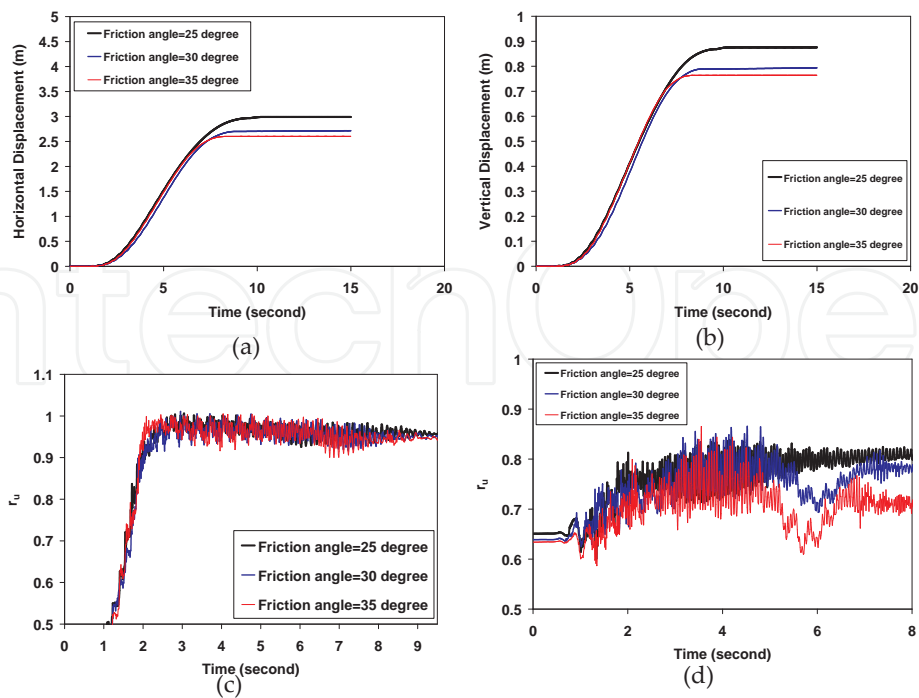 5
4.5
4
3.5
3
2.5
2
1.5
1
0.5
0
Horizontal Displacement (m)
Friction angle=25 degree
Friction angle=30 degree
Friction angle=35 degree
0 5 10 15 20
Time (second)
(a)
1
0.9
0.8
0.7
0.6
0.5
0.4
0.3
0.2
0.1
0
Vertical Displacement (m)
Friction angle=25 degree
Friction angle=30 degree
Friction angle=35 degree
0 5 10 15 20
Time (second)
(b)
1.1
1
0.9
0.8
0.7
0.6
0.5
ru
Friction angle=25 degree
Friction angle=30 degree
Friction angle=35 degree
0 1 2 3 4 5 6 7 8 9
Time (second)
(c)
1
0.9
0.8
0.7
0.6
0.5
ru
Friction angle=25 degree
Friction angle=30 degree
Friction angle=35 degree
0 2 4 6 8
Time (second)
(d)
ntechOpe